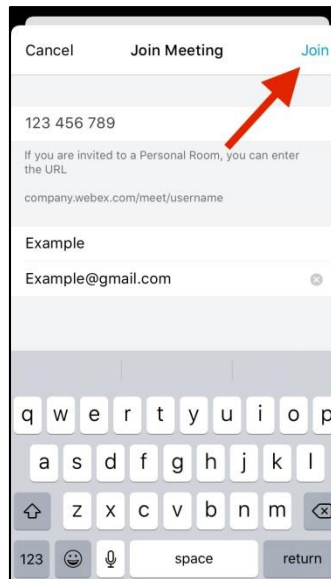 Cancel Join Meeting Join
123 456 789
If you are invited to a Personal Room, you can enter
the URL
company.webex.com/meet/username
Example
Example@gmail.com
q w e r t y u i o p
a s d f g h j k l
z x c v b n m
123 space return